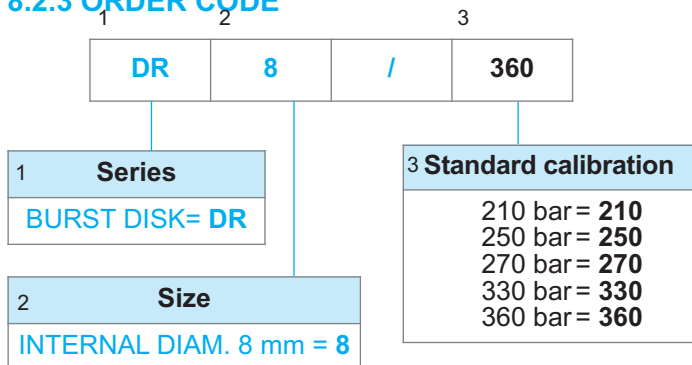 8.2.3 ORDER CODE
1 2 3
DR 8 / 360
1 Series
BURST DISK= DR
2 Size
INTERNAL DIAM. 8 mm = 8
3 Standard calibration
210 bar = 210
250 bar = 250
270 bar = 270
330 bar = 330
360 bar = 360